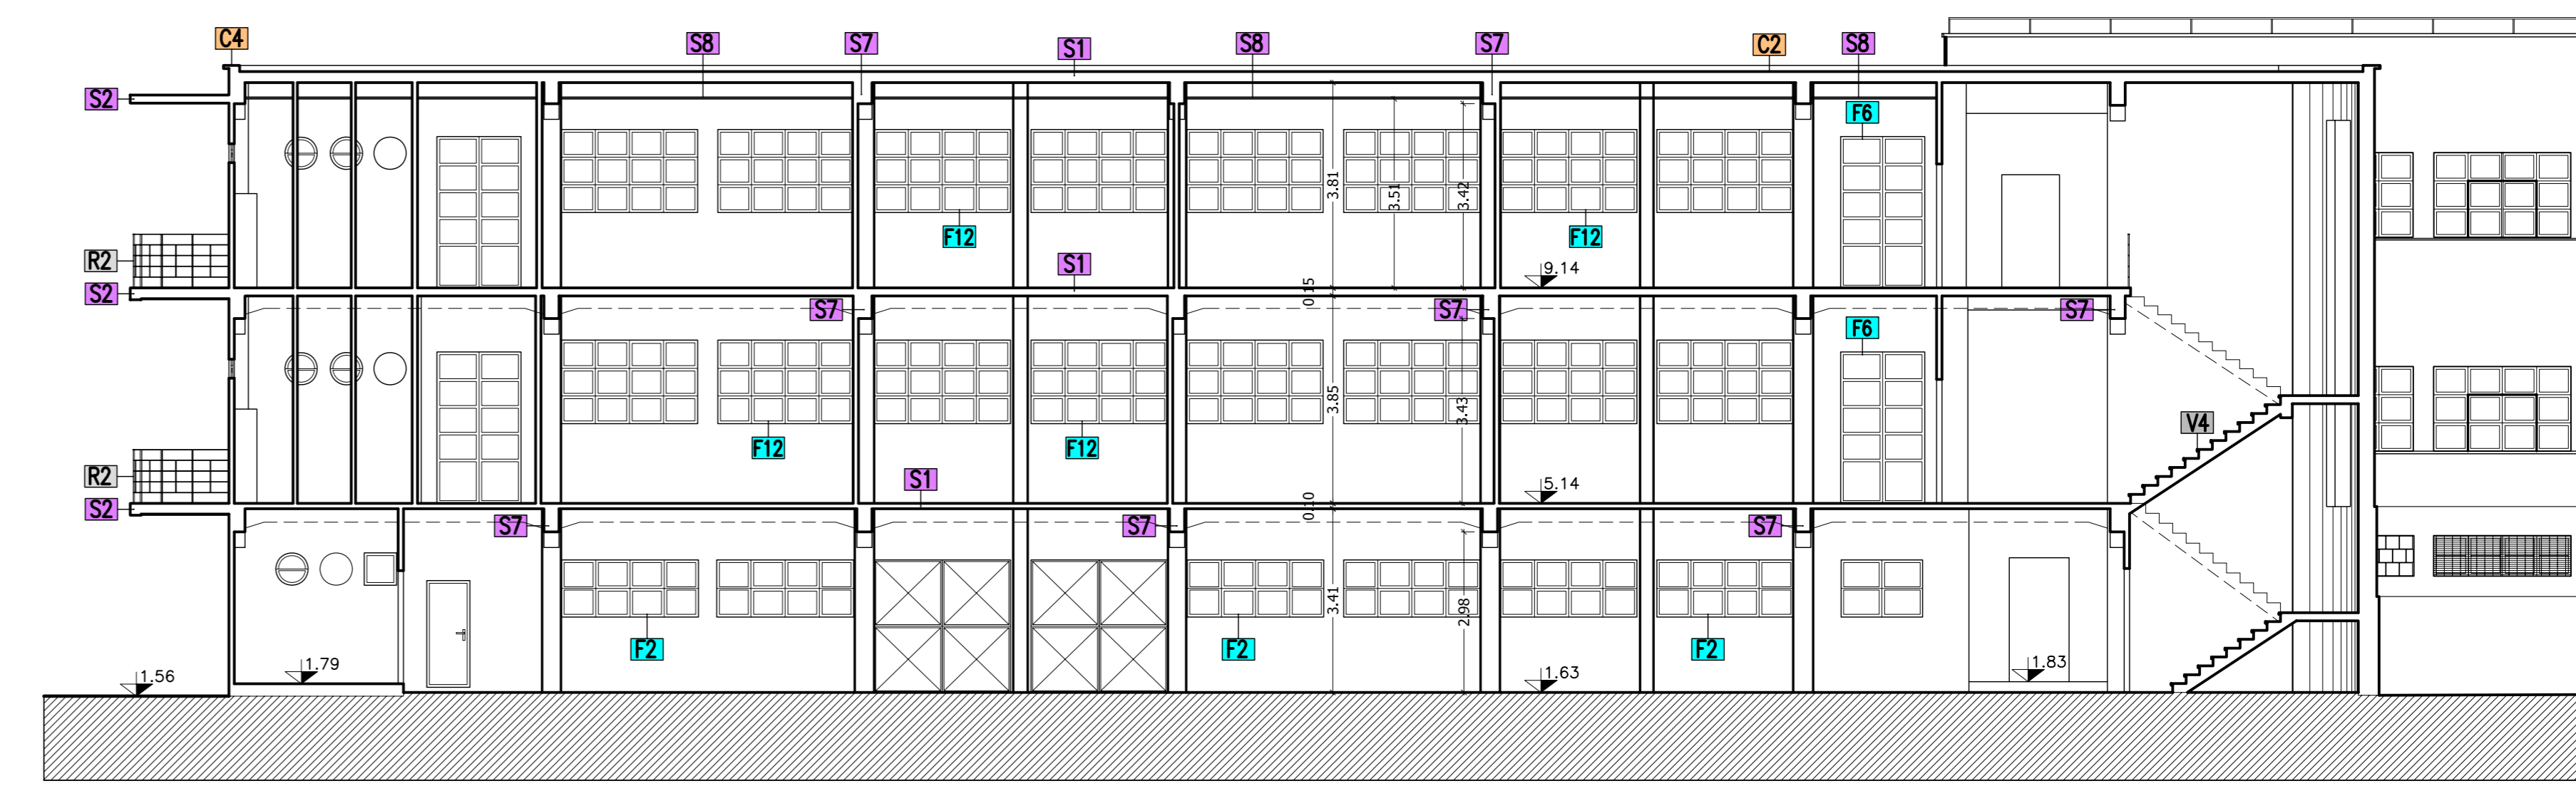 C4
S8
S7
S1
S8
S7
C2
S8
S2
F6
3.81
3.51
3.42
F12
F12
R2
S1
9.14
S2
0.15
S7
S7
S7
F6
3.85
3.43
V4
F12
F12
R2
S1
5.14
S2
0.10
S7
S7
S7
3.41
2.98
F2
F2
F2
1.79
1.83
1.56
1.63